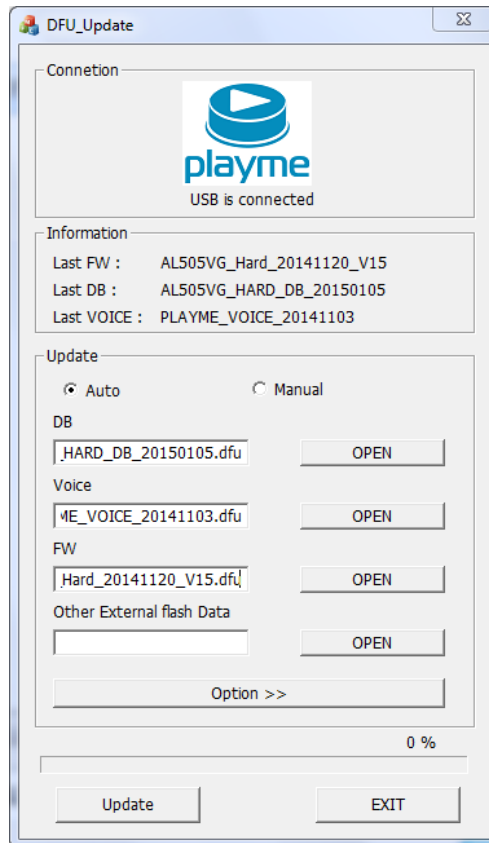 DFU_Update
Connetion
playme
USB is connected
Information
Last FW : AL505VG_Hard_20141120_V15
Last DB : AL505VG_HARD_DB_20150105
Last VOICE : PLAYME_VOICE_20141103
Update
Auto Manual
DB
_HARD_DB_20150105.dfu OPEN
Voice
ME_VOICE_20141103.dfu OPEN
FW
_Hard_20141120_V15.dfu OPEN
Other External flash Data
OPEN
Option >>
0 %
Update EXIT